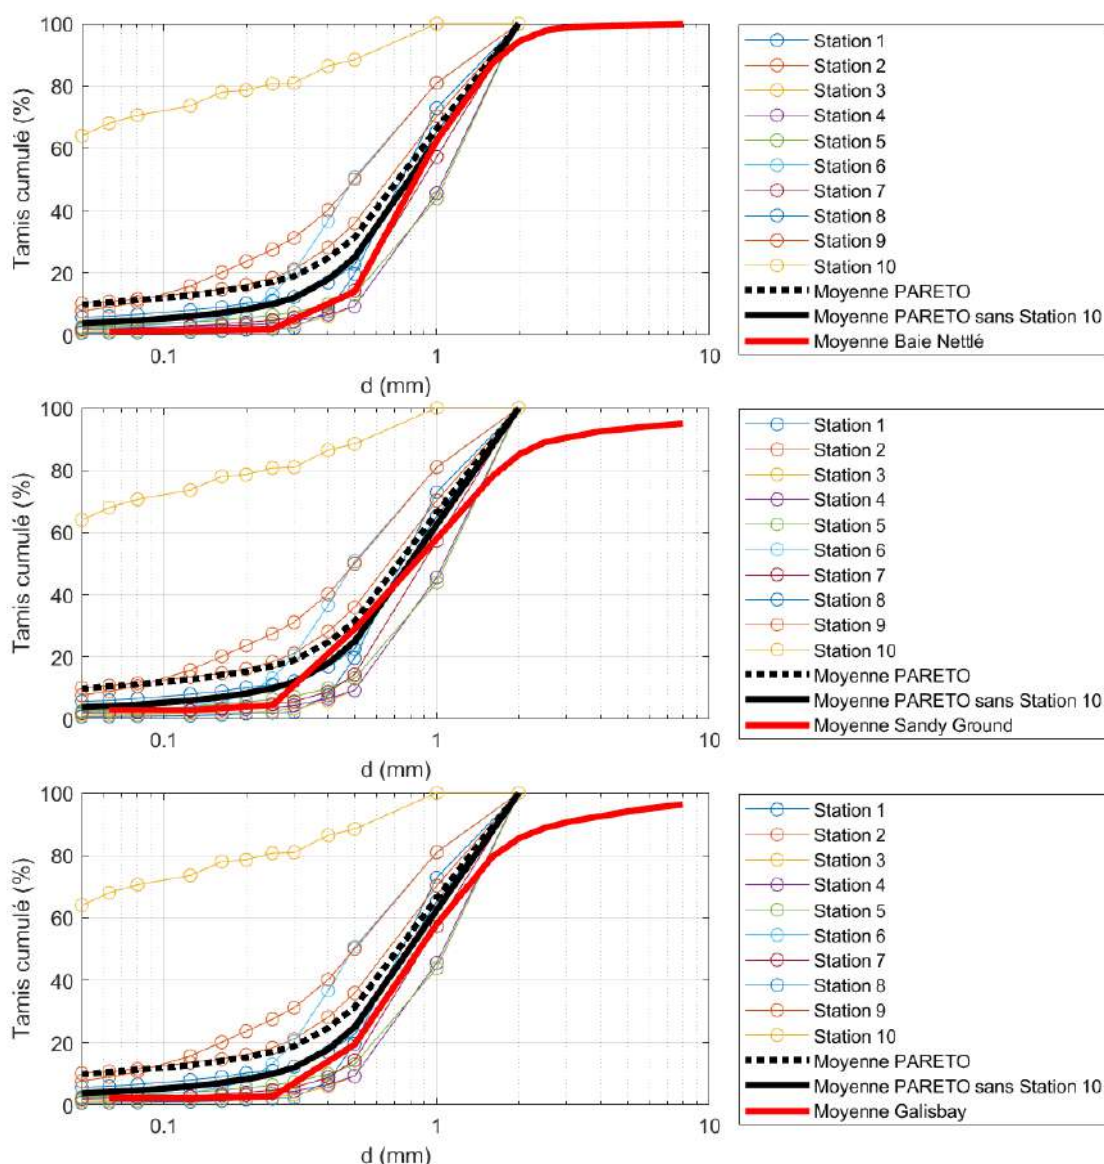 100
80
60
40
20
0
Tamis cumulé (%)
0.1
1
10
d (mm)
Station 1
Station 2
Station 3
Station 4
Station 5
Station 6
Station 7
Station 8
Station 9
Station 10
Moyenne PARETO
Moyenne PARETO sans Station 10
Moyenne Baie Nettlé
100
80
60
40
20
0
Tamis cumulé (%)
0.1
1
10
d (mm)
Station 1
Station 2
Station 3
Station 4
Station 5
Station 6
Station 7
Station 8
Station 9
Station 10
Moyenne PARETO
Moyenne PARETO sans Station 10
Moyenne Sandy Ground
100
80
60
40
20
0
Tamis cumulé (%)
0.1
1
10
d (mm)
Station 1
Station 2
Station 3
Station 4
Station 5
Station 6
Station 7
Station 8
Station 9
Station 10
Moyenne PARETO
Moyenne PARETO sans Station 10
Moyenne Galisbay